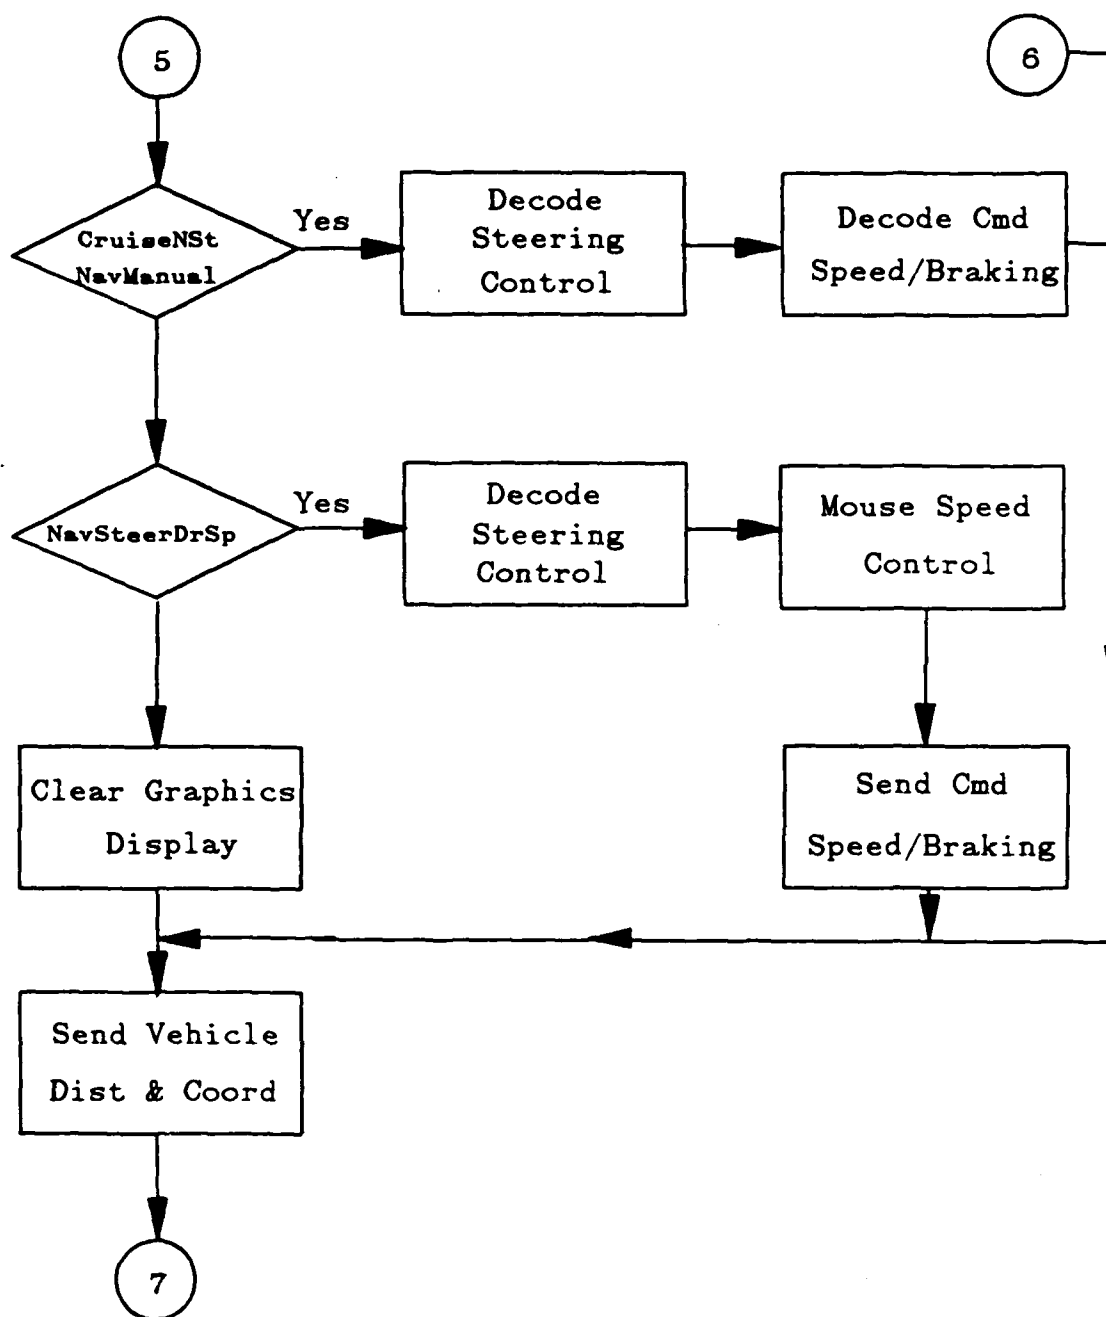 5
6
CruiseNSt
NavManual
Yes
Decode
Steering
Control
Decode Cmd
Speed/Braking
NavSteerDrSp
Yes
Decode
Steering
Control
Mouse Speed
Control
Clear Graphics
Display
Send Cmd
Speed/Braking
Send Vehicle
Dist & Coord
7